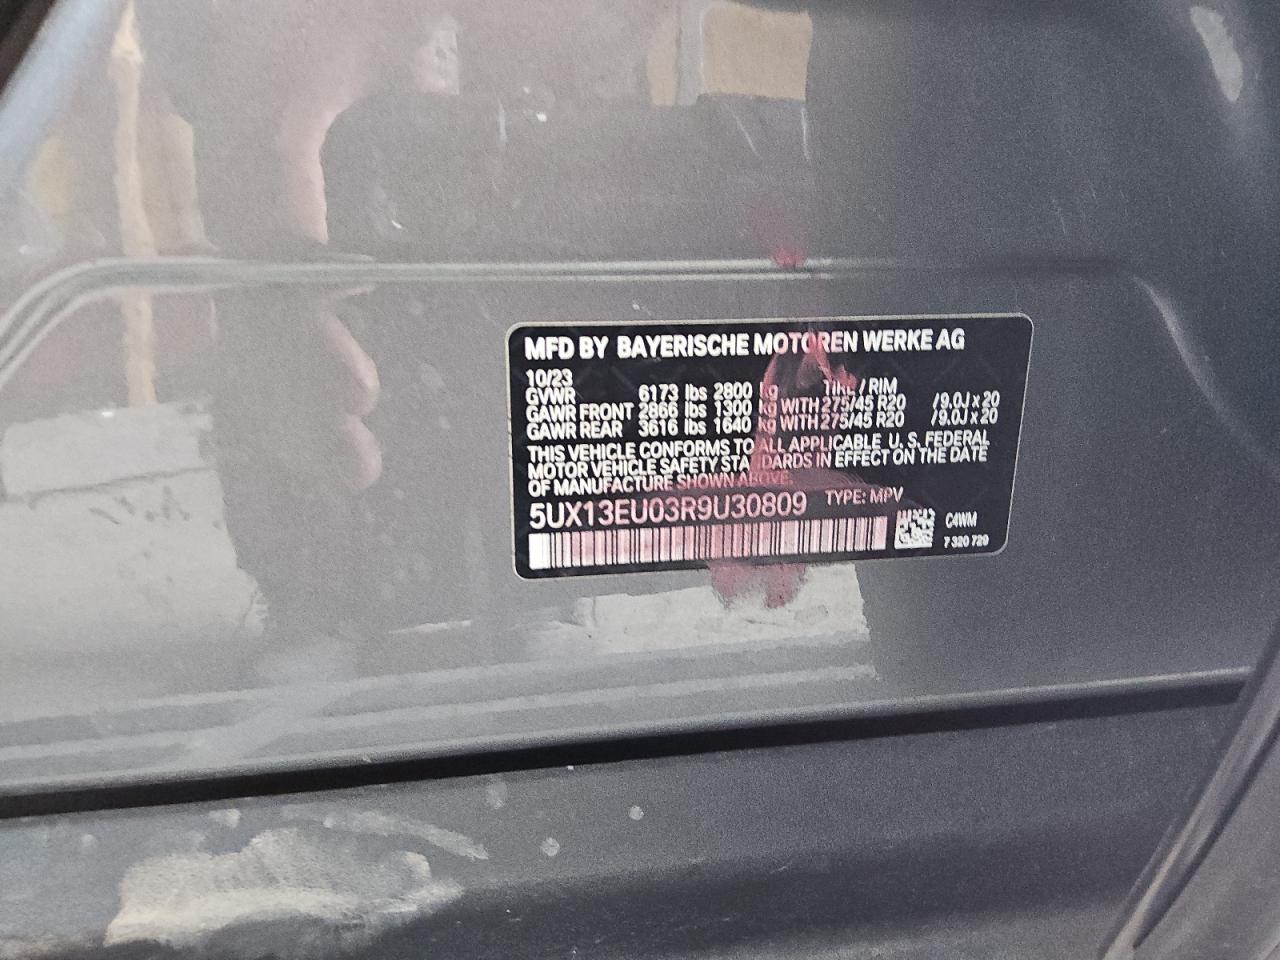 MFD BY BAYERISCHE MOTOREN WERKE AG
10/23
GVWR 6173 lbs 2800 kg TIRE / RIM
GAWR FRONT 2866 lbs 1300 kg WITH 275/45 R20 /9.0J x 20
GAWR REAR 3616 lbs 1640 kg WITH 275/45 R20 /9.0J x 20
THIS VEHICLE CONFORMS TO ALL APPLICABLE U.S. FEDERAL
MOTOR VEHICLE SAFETY STANDARDS IN EFFECT ON THE DATE
OF MANUFACTURE SHOWN ABOVE.
5UX13EU03R9U30809 TYPE: MPV
C4WM
7 320 729